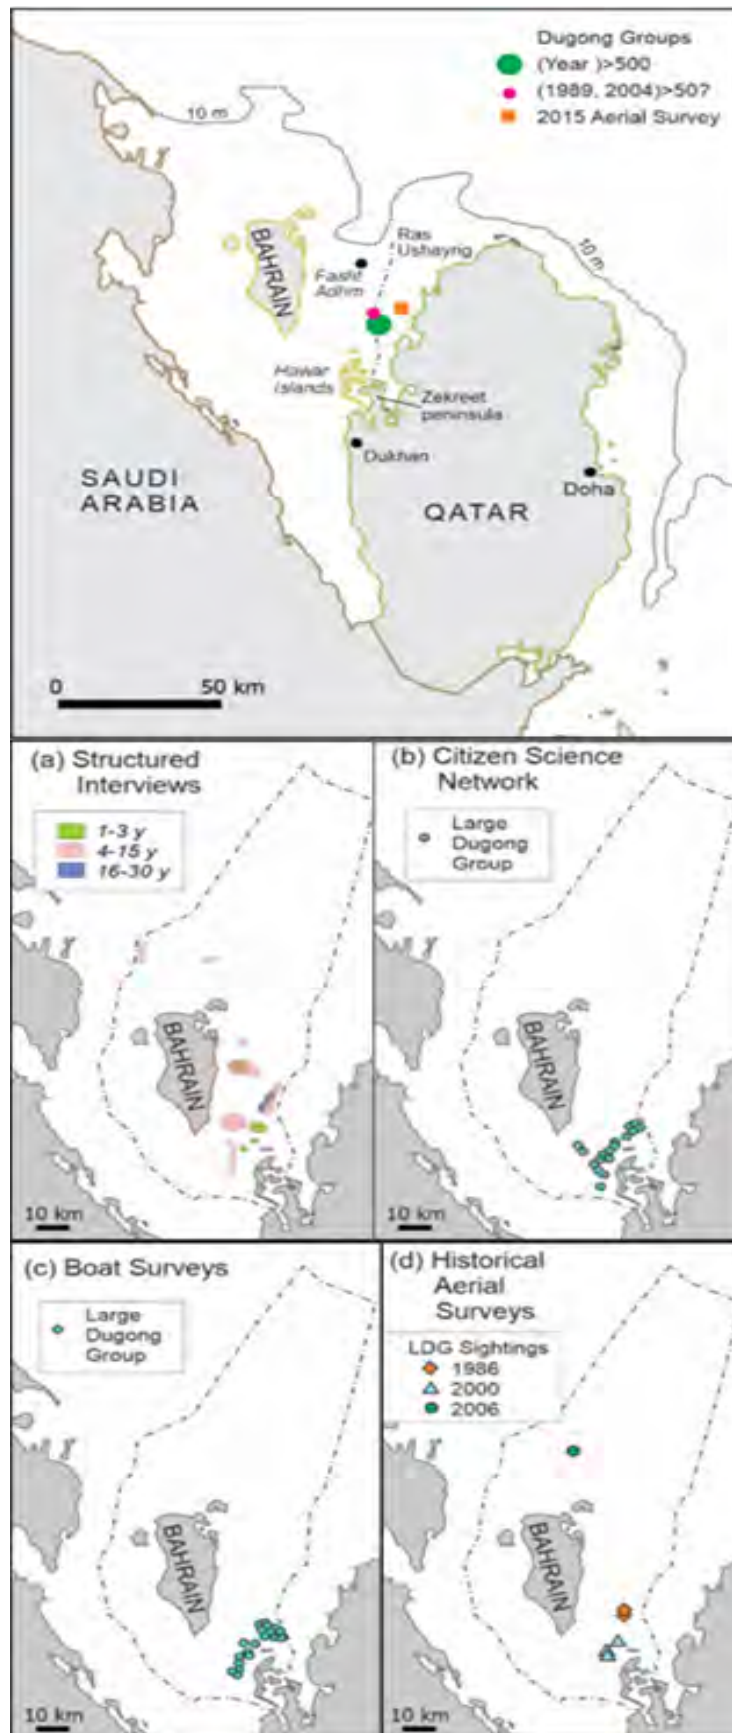 Dugong Groups
(Year )>500
(1989, 2004)>507
2015 Aerial Survey
10 m
10 m
Ras
Ushayrig
BAHRAIN
Fasht
Adhm
Hawar
islands
Zekreet
peninsula
Dukhan
SAUDI
ARABIA
Doha
QATAR
0 50 km
(a) Structured
Interviews
1-3 y
4-15 y
16-30 y
BAHRAIN
10 km
(b) Citizen Science
Network
Large
Dugong
Group
BAHRAIN
10 km
(c) Boat Surveys
Large
Dugong
Group
BAHRAIN
10 km
(d) Historical
Aerial
Surveys
LDG Sightings
1986
2000
2006
BAHRAIN
10 km